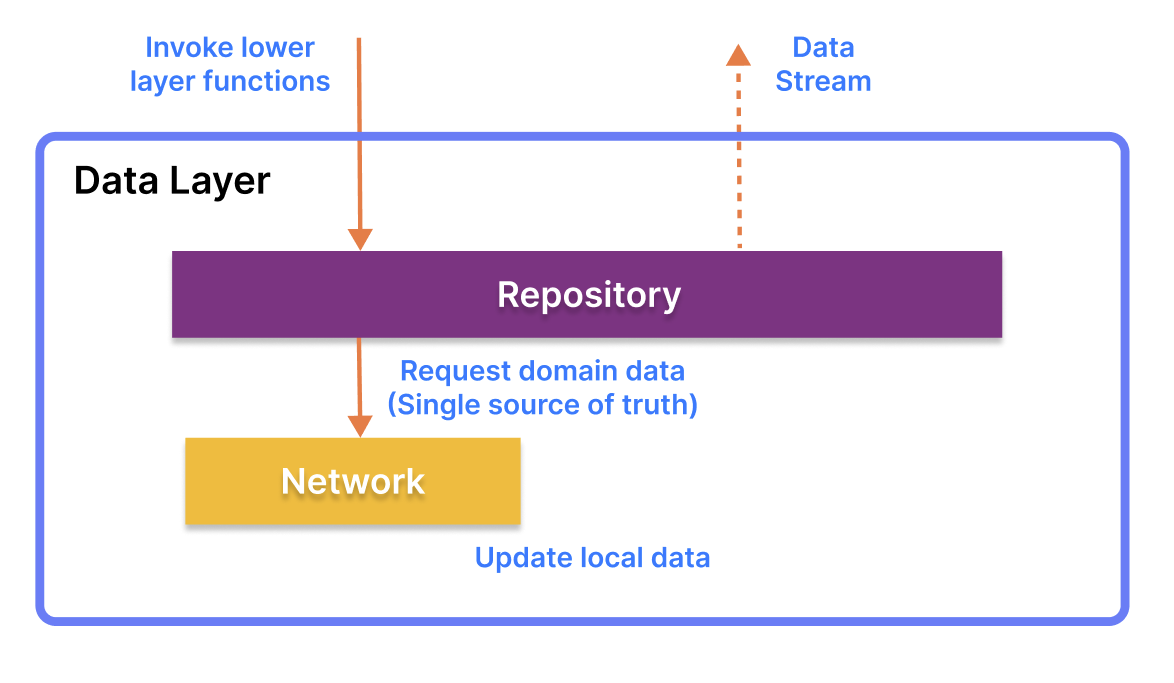 Invoke lower
layer functions
Data
Stream
Data Layer
Repository
Request domain data
(Single source of truth)
Network
Update local data